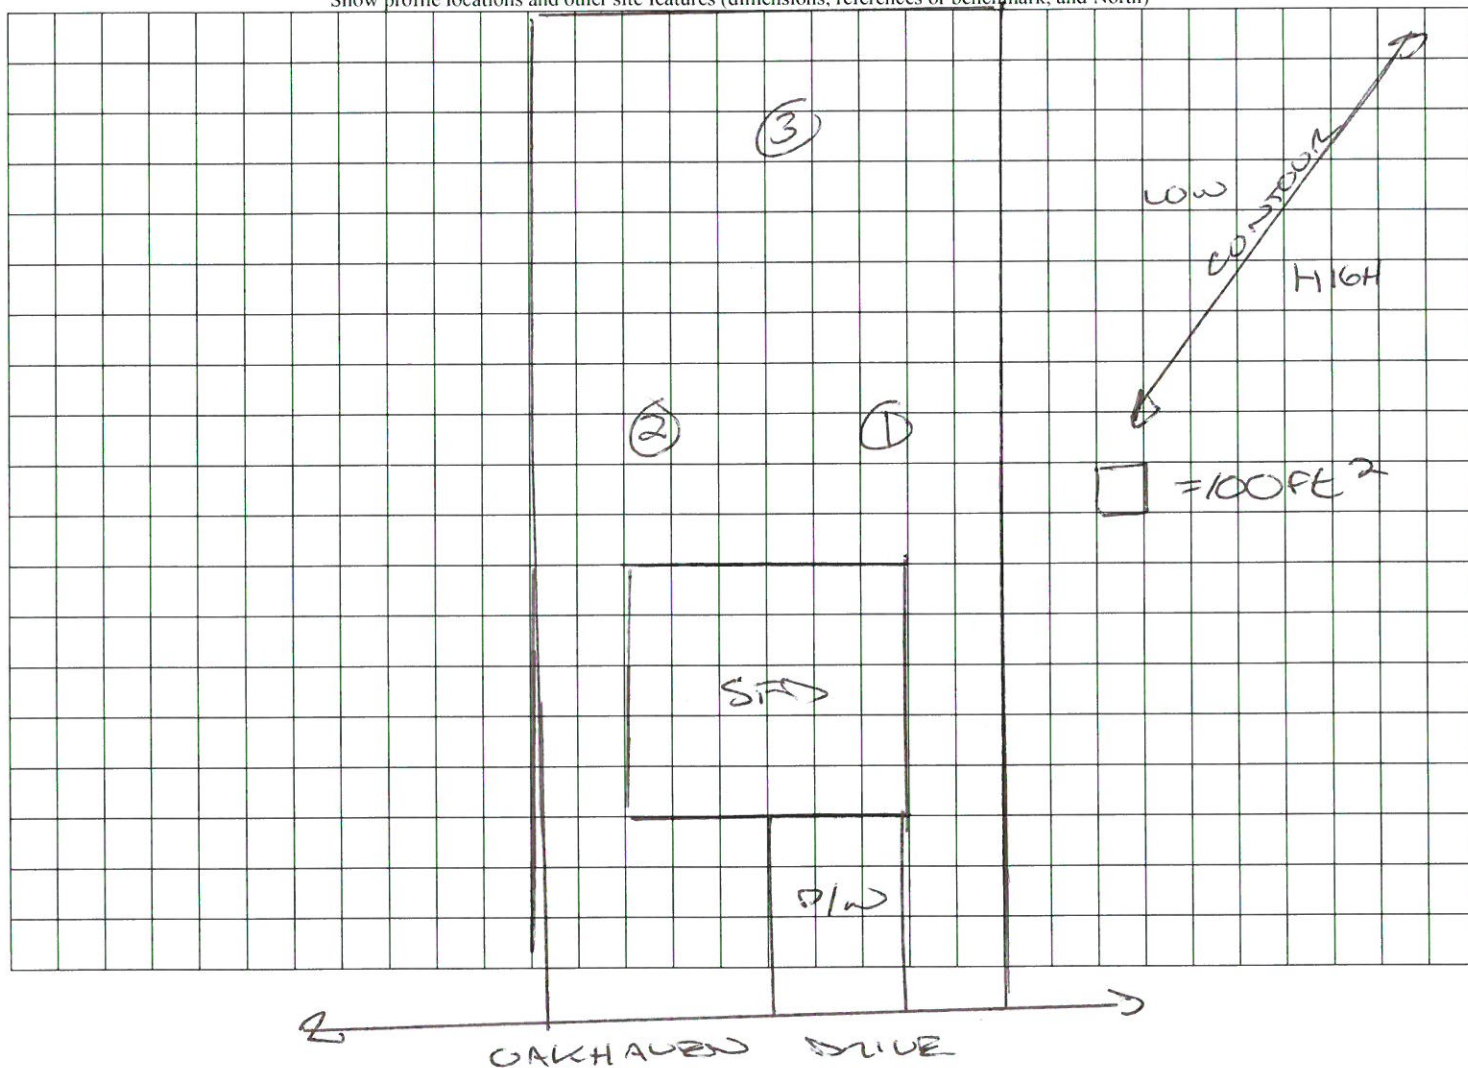 Show profile locations and other site features (dimensions, references or benchmark, and North)
3
LOW
CONTOUR
HIGH
2
1
=100FT²
SFD
D/W
OAKHAVEN DRIVE